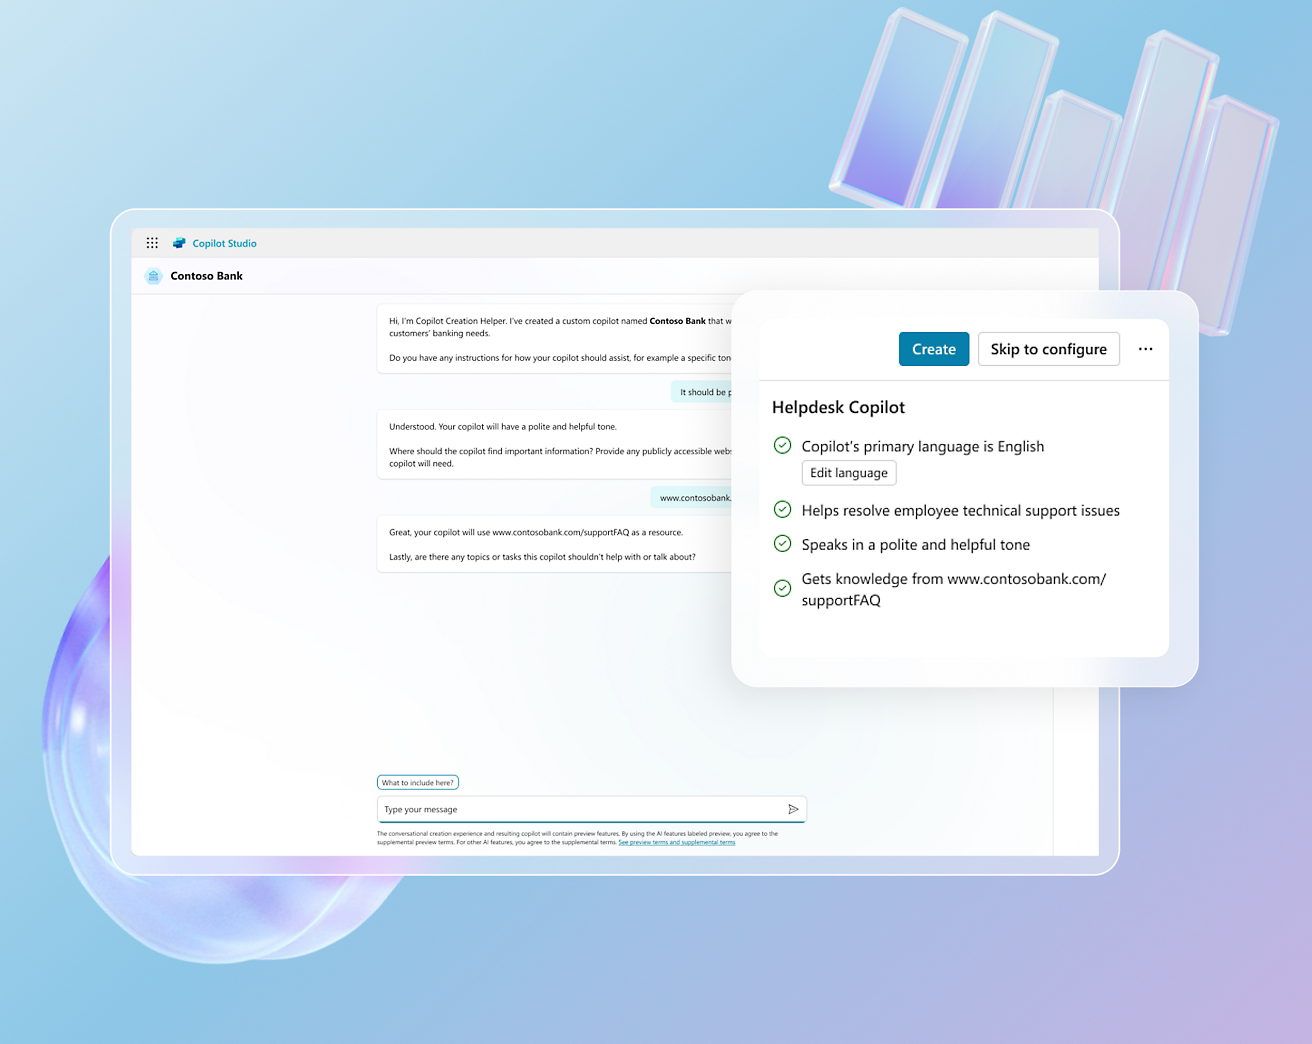 Copilot Studio
Contoso Bank
Hi, I'm Copilot Creation Helper. I've created a custom copilot named Contoso Bank that
customers' banking needs.
Do you have any instructions for how your copilot should assist, for example a specific
It should be
Understood. Your copilot will have a polite and helpful tone.
Where should the copilot find important information? Provide any publicly accessible
copilot will need.
www.contosobank.
Great, your copilot will use www.contosobank.com/supportFAQ as a resource.
Lastly, are there any topics or tasks this copilot shouldn't help with or talk about?
What to include here?
Type your message
The conversational creation experience and resulting copilot will contain preview features. By using the AI features labeled preview, you agree to the
supplemental preview terms. For other AI features, you agree to the supplemental terms. See preview terms and supplemental terms
Create
Skip to configure
Helpdesk Copilot
Copilot's primary language is English
Edit language
Helps resolve employee technical support issues
Speaks in a polite and helpful tone
Gets knowledge from www.contosobank.com/
supportFAQ